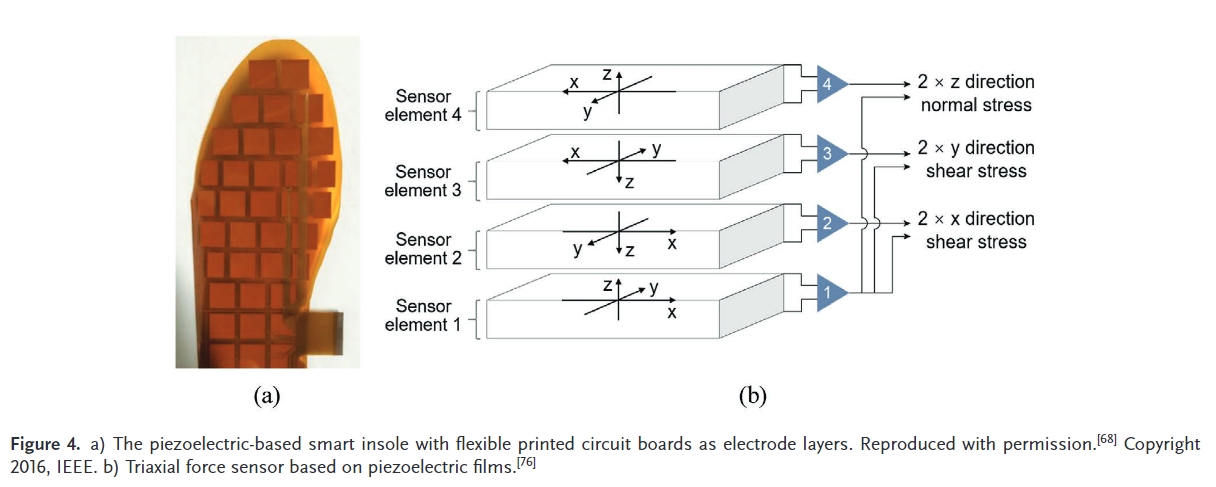 Sensor
element 4
z
x
y
4
2 × z direction
normal stress
Sensor
element 3
x
y
z
3
2 × y direction
shear stress
Sensor
element 2
y
z
x
2
2 × x direction
shear stress
Sensor
element 1
z
y
x
1
(a)
(b)
Figure 4. a) The piezoelectric-based smart insole with flexible printed circuit boards as electrode layers. Reproduced with permission.[68] Copyright
2016, IEEE. b) Triaxial force sensor based on piezoelectric films.[76]